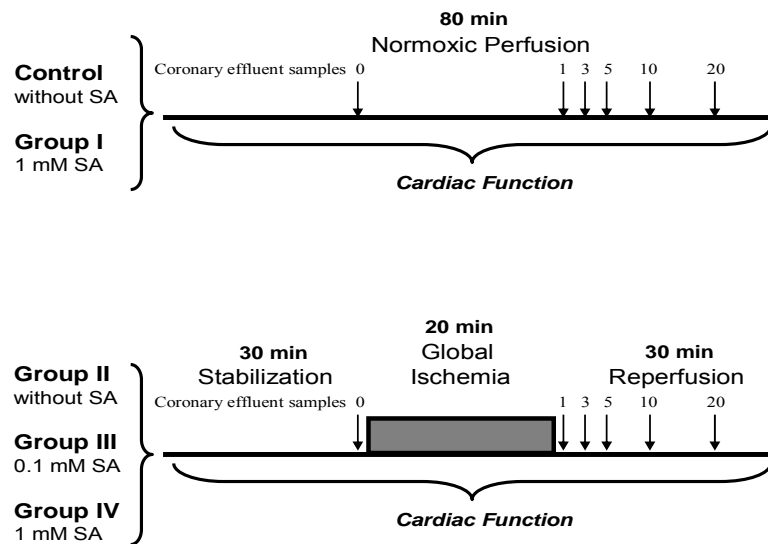 80 min
Normoxic Perfusion
Control
without SA
Group I
1 mM SA
Coronary effluent samples 0 1 3 5 10 20
Cardiac Function
20 min
Global
Ischemia
30 min
Stabilization
30 min
Reperfusion
Group II
without SA
Group III
0.1 mM SA
Group IV
1 mM SA
Coronary effluent samples 0 1 3 5 10 20
Cardiac Function